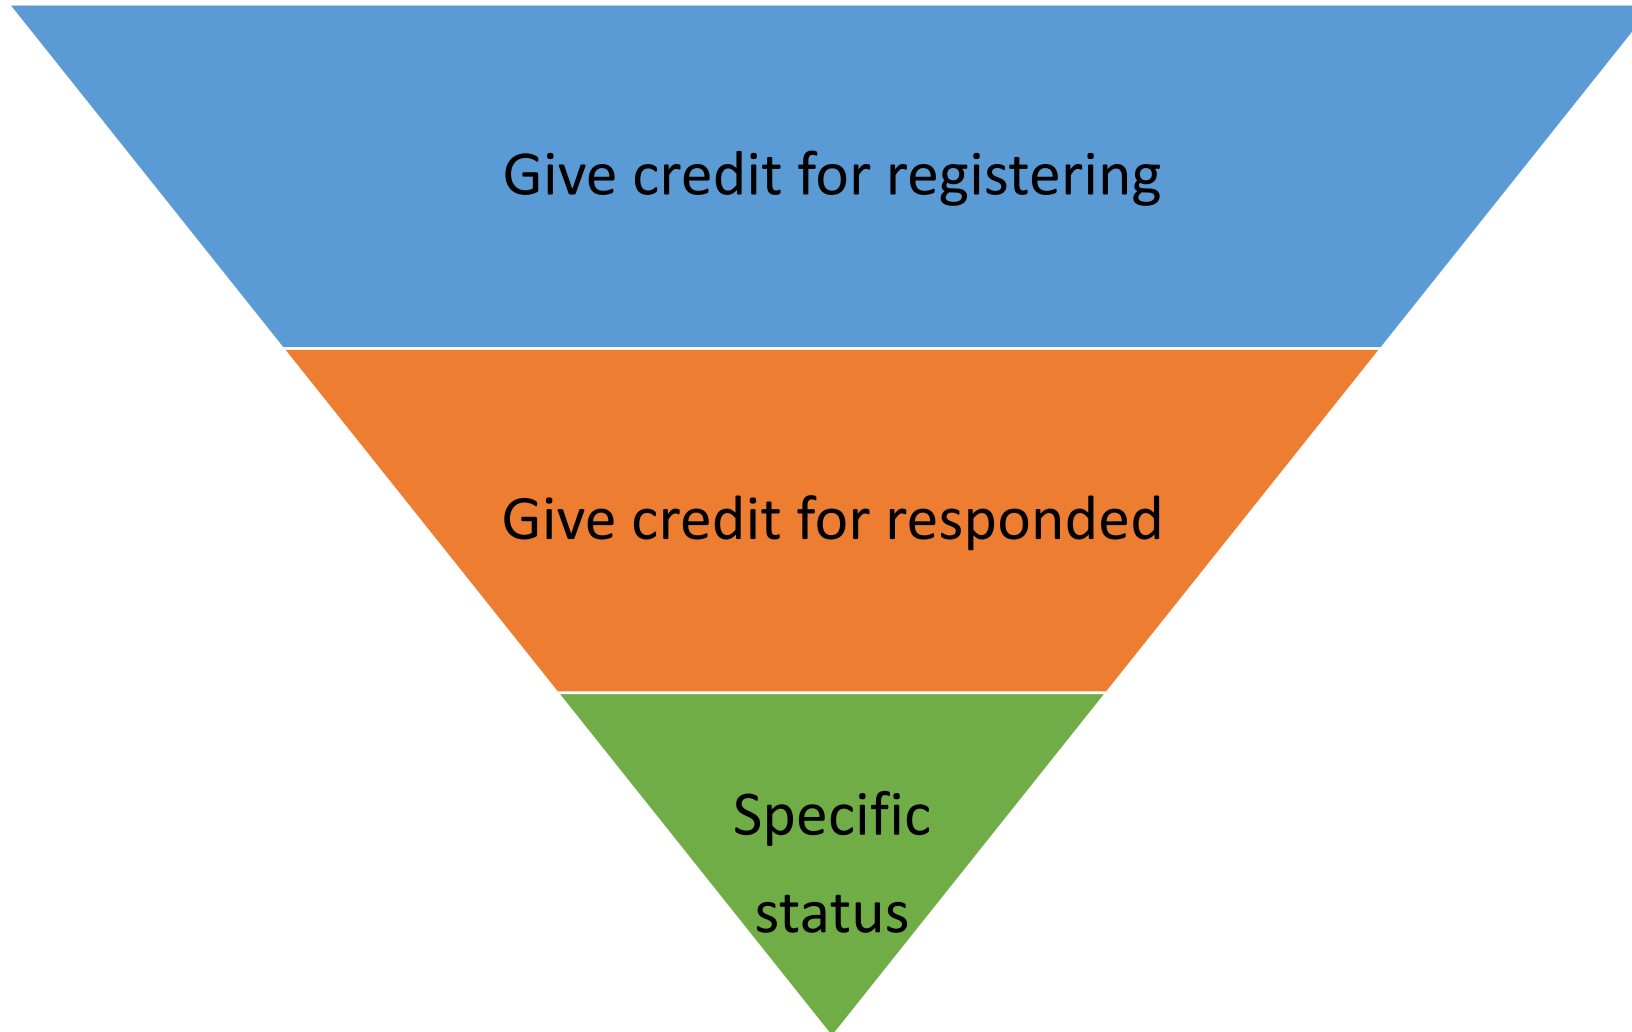 Give credit for registering
Give credit for responded
Specific
status